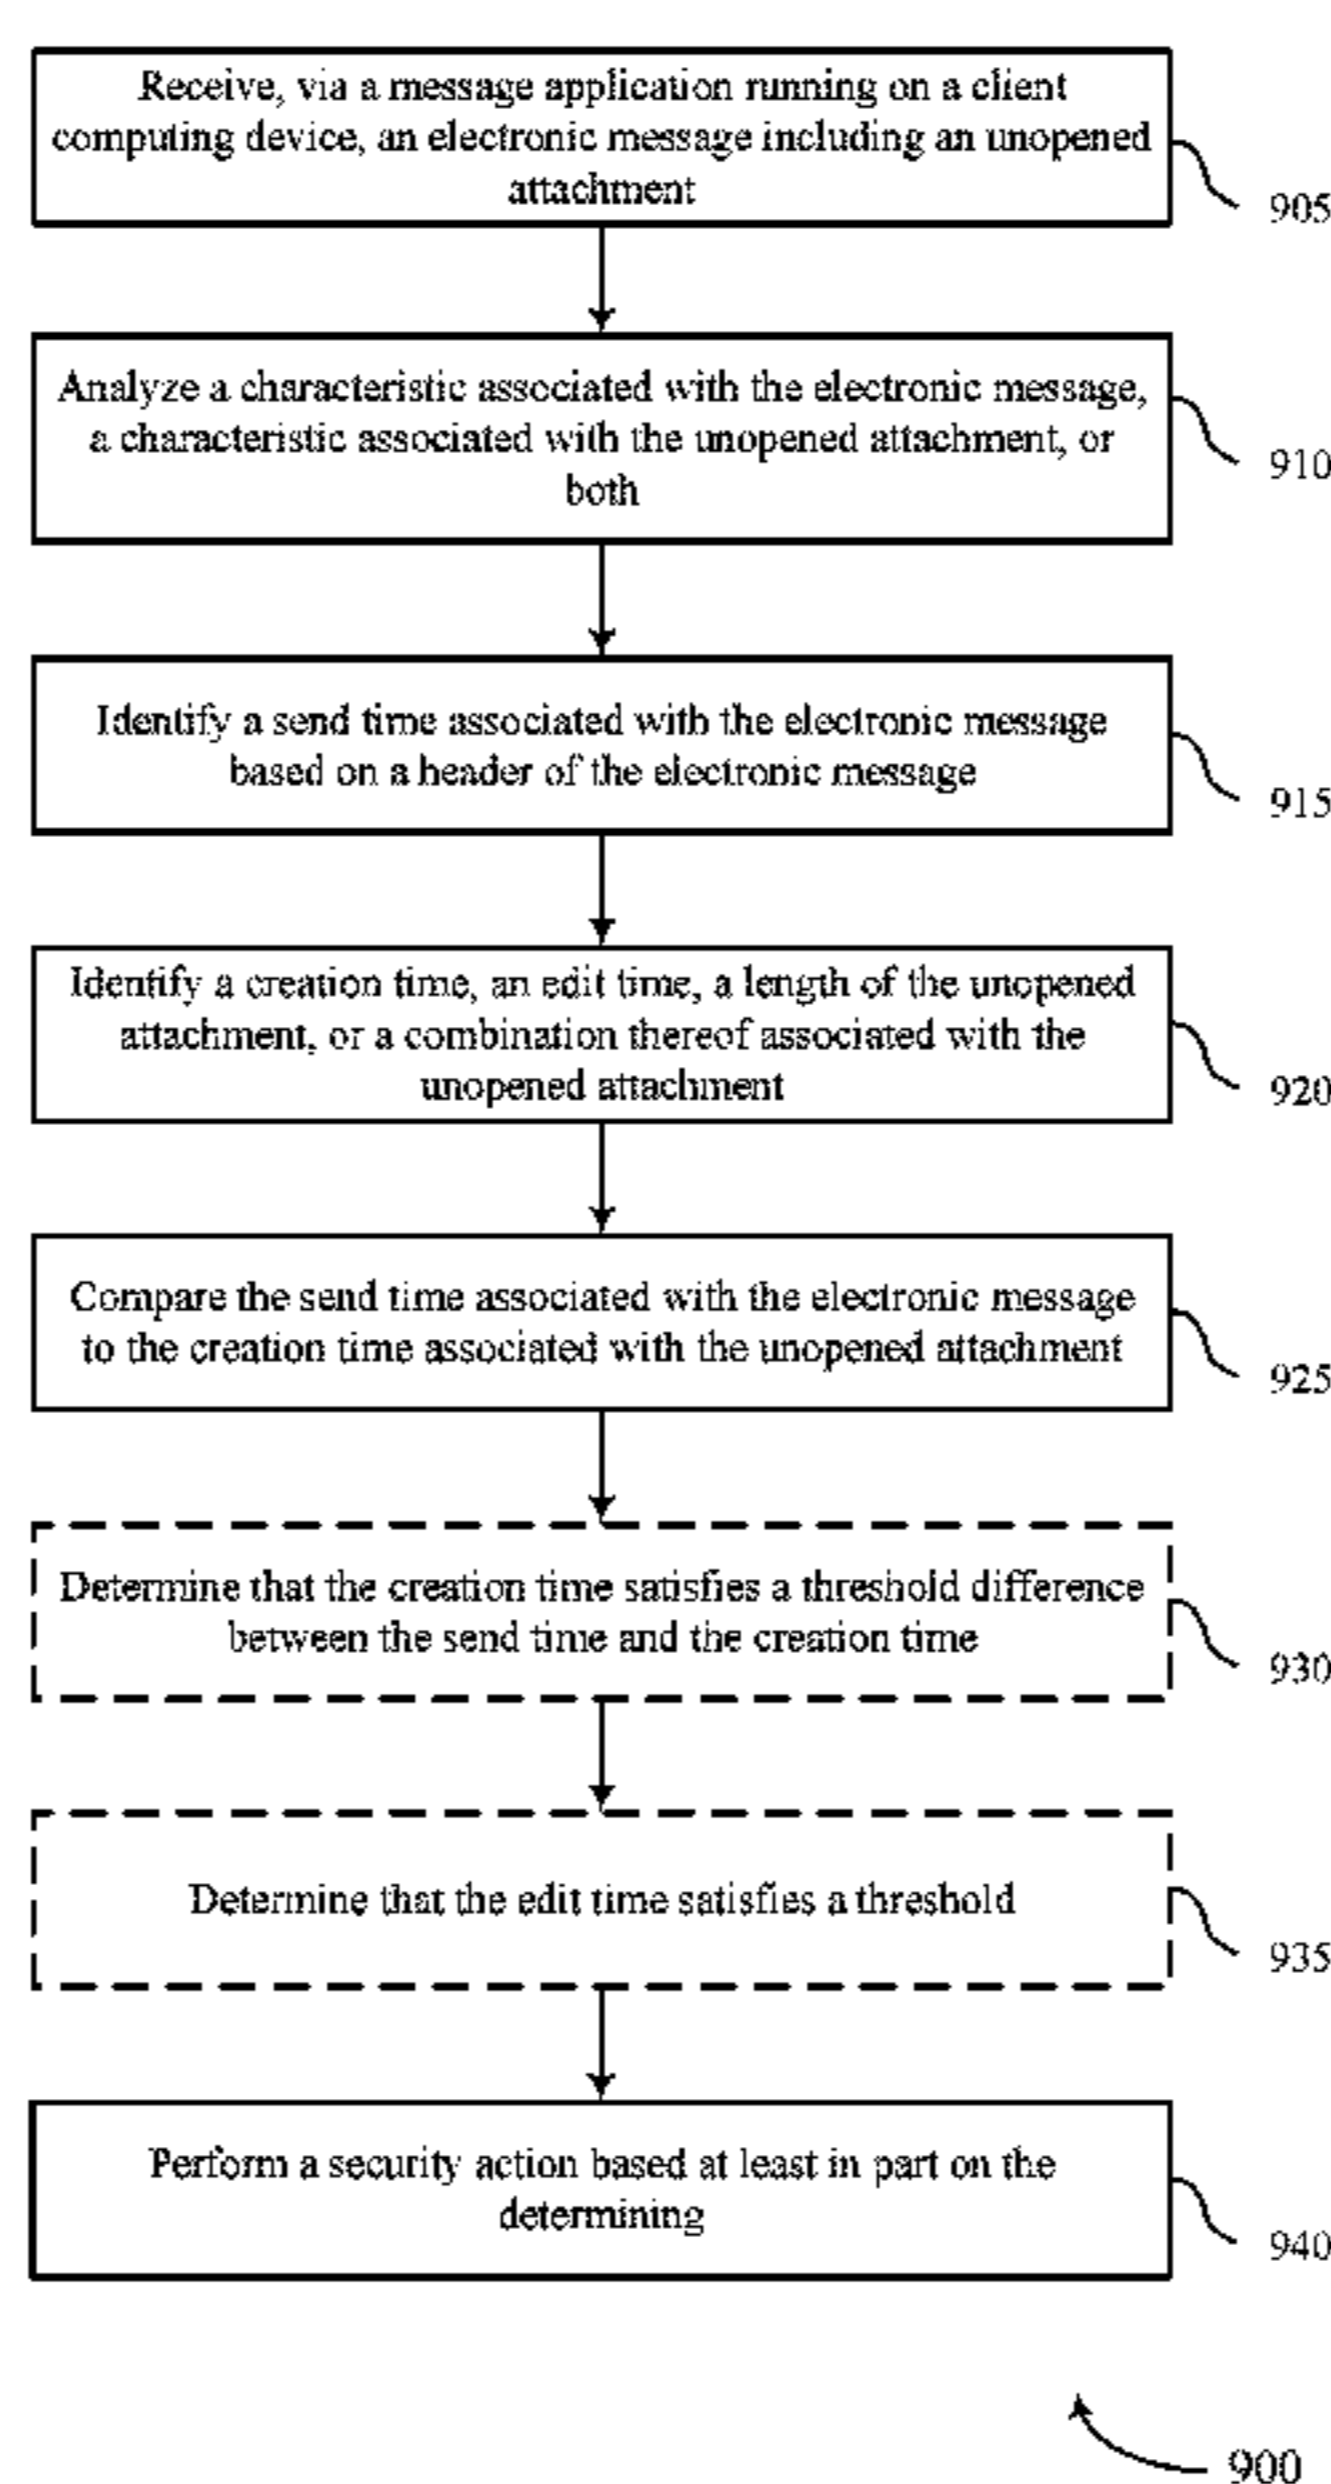 Receive, via a message application running on a client
computing device, an electronic message including an unopened
attachment
905
Analyze a characteristic associated with the electronic message,
a characteristic associated with the unopened attachment, or
both
910
Identify a send time associated with the electronic message
based on a header of the electronic message
915
Identify a creation time, an edit time, a length of the unopened
attachment, or a combination thereof associated with the
unopened attachment
920
Compare the send time associated with the electronic message
to the creation time associated with the unopened attachment
925
Determine that the creation time satisfies a threshold difference
between the send time and the creation time
930
Determine that the edit time satisfies a threshold
935
Perform a security action based at least in part on the
determining
940
900